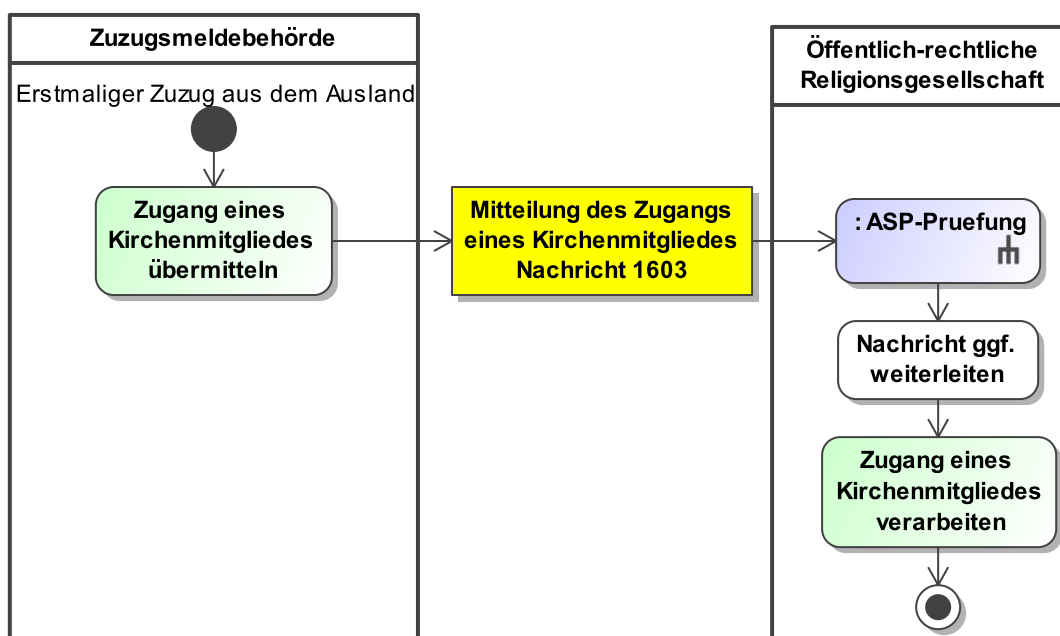 Zuzugsmeldebehörde
Erstmaliger Zuzug aus dem Ausland
Zugang eines
Kirchenmitgliedes
übermitteln
Mitteilung des Zugangs
eines Kirchenmitgliedes
Nachricht 1603
Öffentlich-rechtliche
Religionsgesellschaft
: ASP-Pruefung
Nachricht ggf.
weiterleiten
Zugang eines
Kirchenmitgliedes
verarbeiten